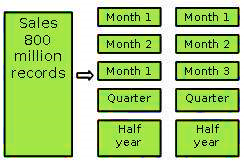 Sales
800
million
records
Month 1
Month 1
Month 2
Month 2
Month 1
Month 3
Quarter
Quarter
Half
year
Half
year